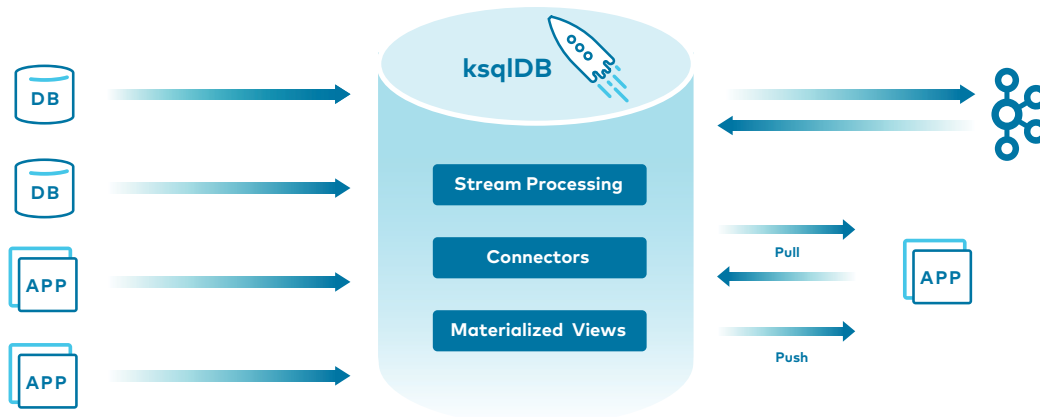 ksqlDB
DB
DB
APP
APP
Stream Processing
Connectors
Materialized Views
Pull
APP
Push